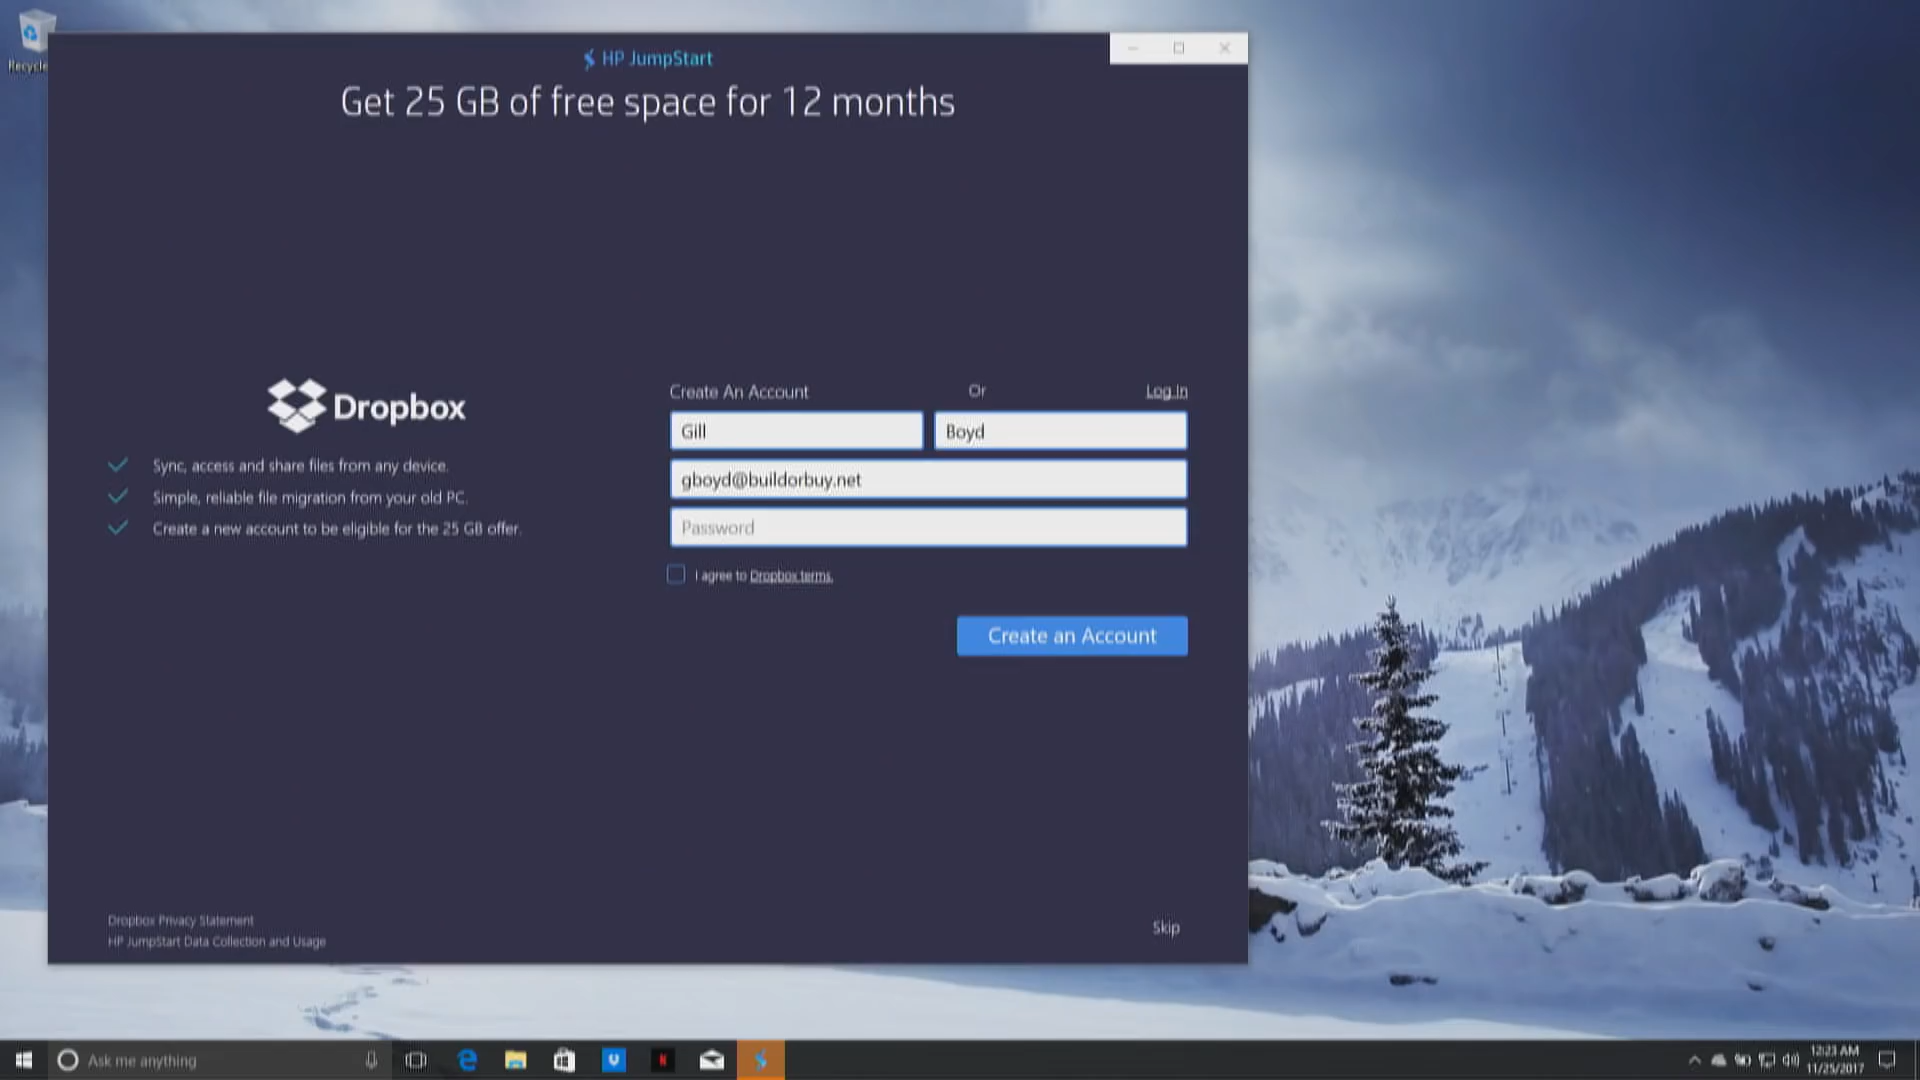 Recycle
HP JumpStart
Get 25 GB of free space for 12 months
Dropbox
Sync, access and share files from any device.
Simple, reliable file migration from your old PC.
Create a new account to be eligible for the 25 GB offer.
Create An Account Or Log In
Gill Boyd
gboyd@buildorbuy.net
Password
I agree to Dropbox terms.
Create an Account
Dropbox Privacy Statement
HP JumpStart Data Collection and Usage
Skip
Ask me anything
12:23 AM
11/25/2017